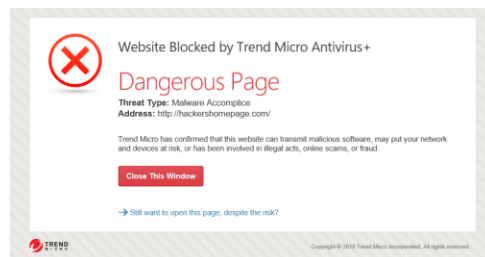 Website Blocked by Trend Micro Antivirus+
Dangerous Page
Threat Type: Malware Accomplice
Address: http://hackershomepage.com/
Trend Micro has confirmed that this website can transmit malicious software, may put your network
and devices at risk, or has been involved in illegal acts, online scams, or fraud.
Close This Window
Still want to open this page, despite the risk?
TREND
MICRO
Copyright © 2019 Trend Micro Incorporated. All rights reserved.